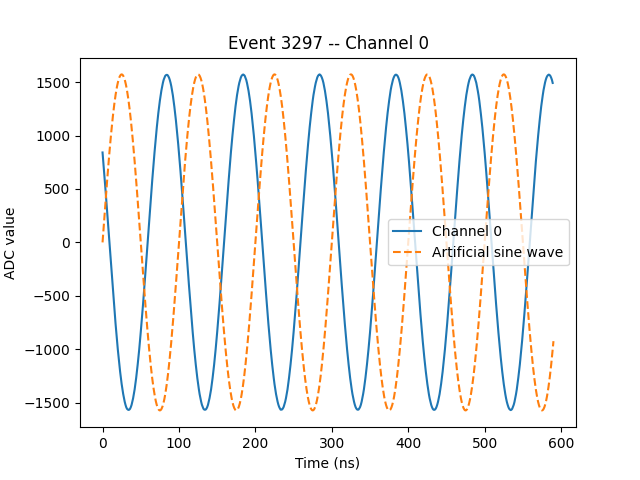 Event 3297 -- Channel 0
1500
1000
500
0
−500
−1000
−1500
ADC value
Channel 0
Artificial sine wave
0
100
200
300
400
500
600
Time (ns)